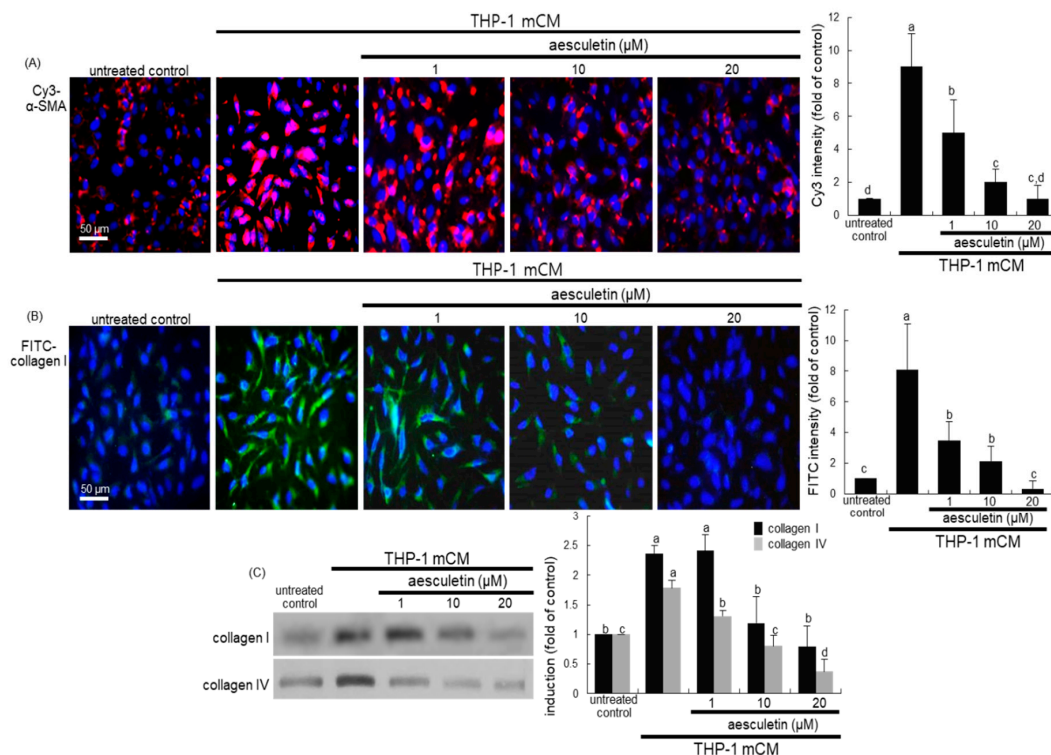 THP-1 mCM
aesculetin (µM)
(A)
untreated control
1
10
20
Cy3-
α-SMA
50 µm
Cy3 intensity (fold of control)
12
10
8
6
4
2
0
d
a
b
c
c,d
untreated
control
1
10
20
aesculetin (µM)
THP-1 mCM
THP-1 mCM
aesculetin (µM)
(B)
untreated control
1
10
20
FITC-
collagen I
50 µm
FITC intensity (fold of control)
12
10
8
6
4
2
0
c
a
b
b
c
untreated
control
1
10
20
aesculetin (µM)
THP-1 mCM
(C)
THP-1 mCM
aesculetin (µM)
untreated
control
1
10
20
collagen I
collagen IV
induction (fold of control)
3
2.5
2
1.5
1
0.5
0
collagen I
collagen IV
b
c
a
a
a
b
b
c
b
d
untreated
control
1
10
20
aesculetin (µM)
THP-1 mCM